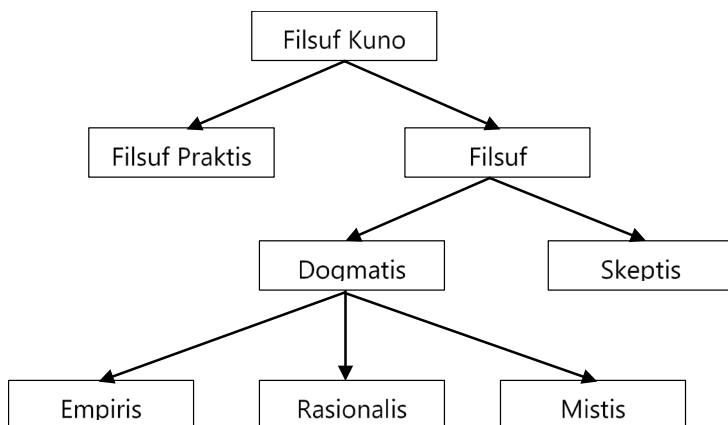 Filsuf Kuno
Filsuf Praktis
Filsuf
Dogmatis
Skeptis
Empiris
Rasionalis
Mistis